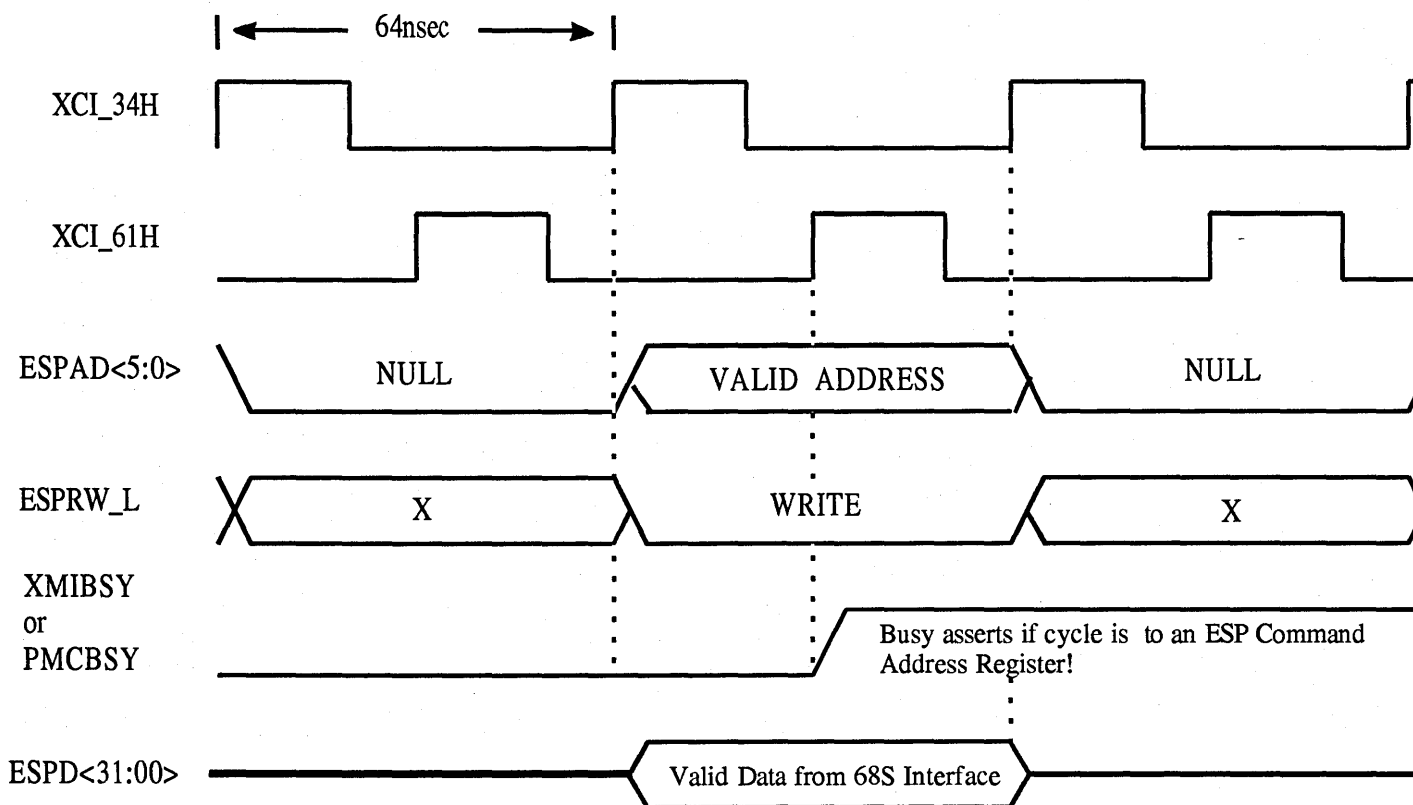 64nsec
XCI_34H
XCI_61H
ESPAD<5:0>
NULL
VALID ADDRESS
NULL
ESPRW_L
X
WRITE
X
XMIBSY
or
PMCBSY
Busy asserts if cycle is to an ESP Command
Address Register!
ESPD<31:00>
Valid Data from 68S Interface